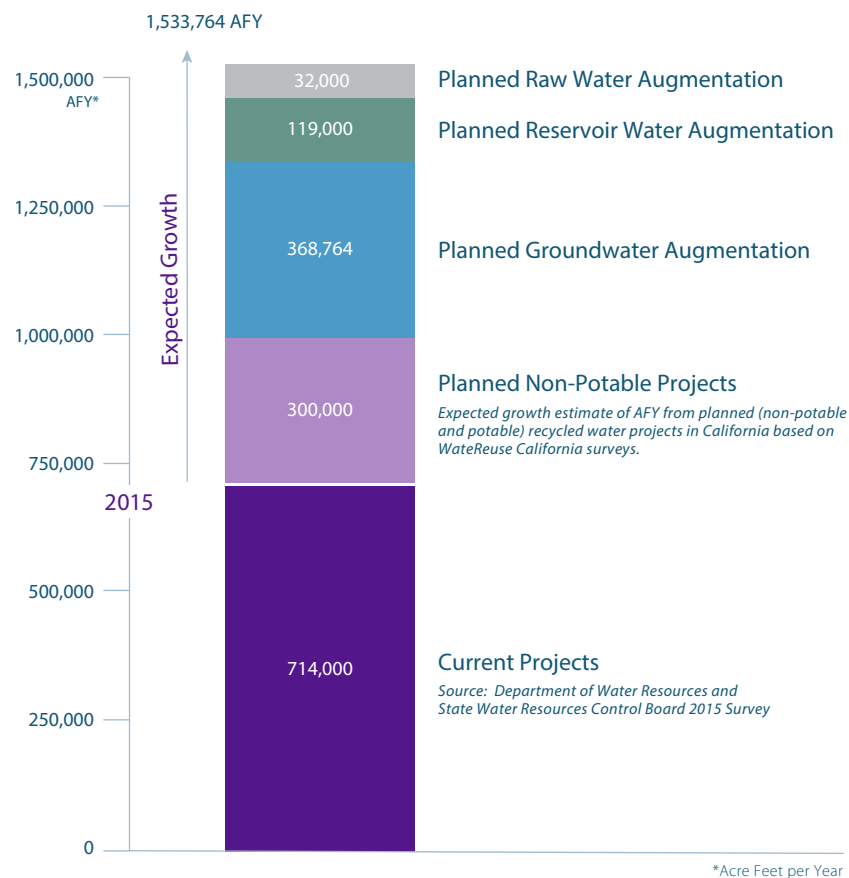 1,533,764 AFY
1,500,000
AFY*
1,250,000
1,000,000
750,000
2015
500,000
250,000
0
Expected Growth
32,000
Planned Raw Water Augmentation
119,000
Planned Reservoir Water Augmentation
368,764
Planned Groundwater Augmentation
300,000
Planned Non-Potable Projects
Expected growth estimate of AFY from planned (non-potable
and potable) recycled water projects in California based on
WateReuse California surveys.
714,000
Current Projects
Source: Department of Water Resources and
State Water Resources Control Board 2015 Survey
*Acre Feet per Year